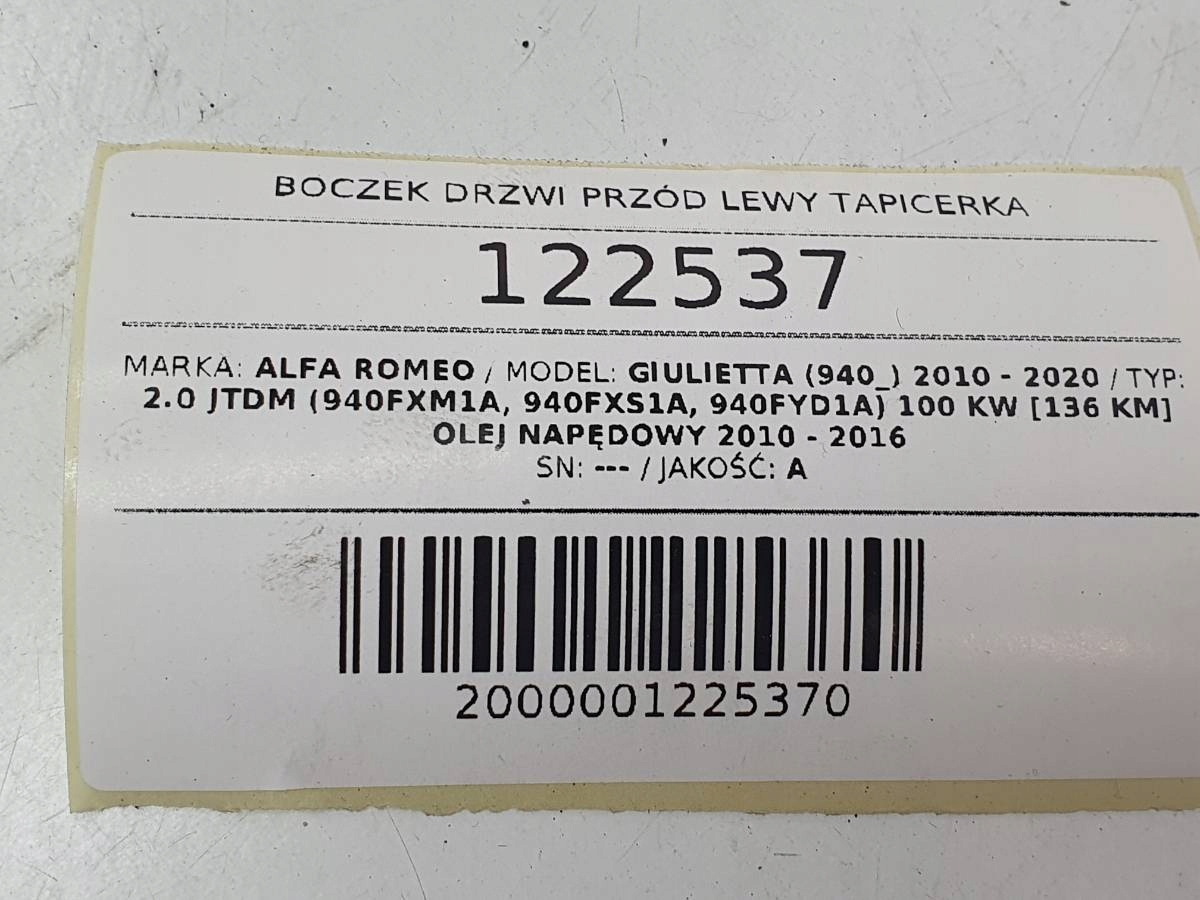 BOCZEK DRZWI PRZÓD LEWY TAPICERKA
122537
MARKA: ALFA ROMEO / MODEL: GIULIETTA (940_) 2010 - 2020 / TYP:
2.0 JTDM (940FXM1A, 940FXS1A, 940FYD1A) 100 KW [136 KM]
OLEJ NAPĘDOWY 2010 - 2016
SN: --- / JAKOŚĆ: A
2000001225370